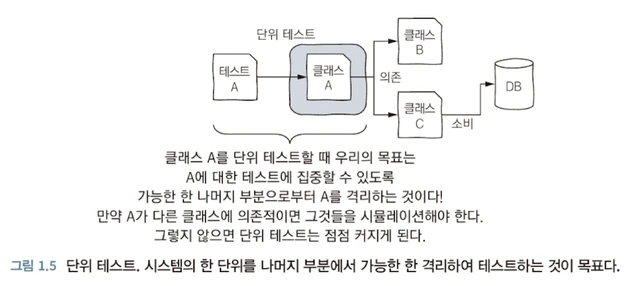 단위 테스트
클래스
B
테스트
A
클래스
A
의존
DB
클래스
C
소비
클래스 A를 단위 테스트할 때 우리의 목표는
A에 대한 테스트에 집중할 수 있도록
가능한 한 나머지 부분으로부터 A를 격리하는 것이다!
만약 A가 다른 클래스에 의존적이면 그것들을 시뮬레이션해야 한다.
그렇지 않으면 단위 테스트는 점점 커지게 된다.
그림 1.5 단위 테스트. 시스템의 한 단위를 나머지 부분에서 가능한 한 격리하여 테스트하는 것이 목표다.